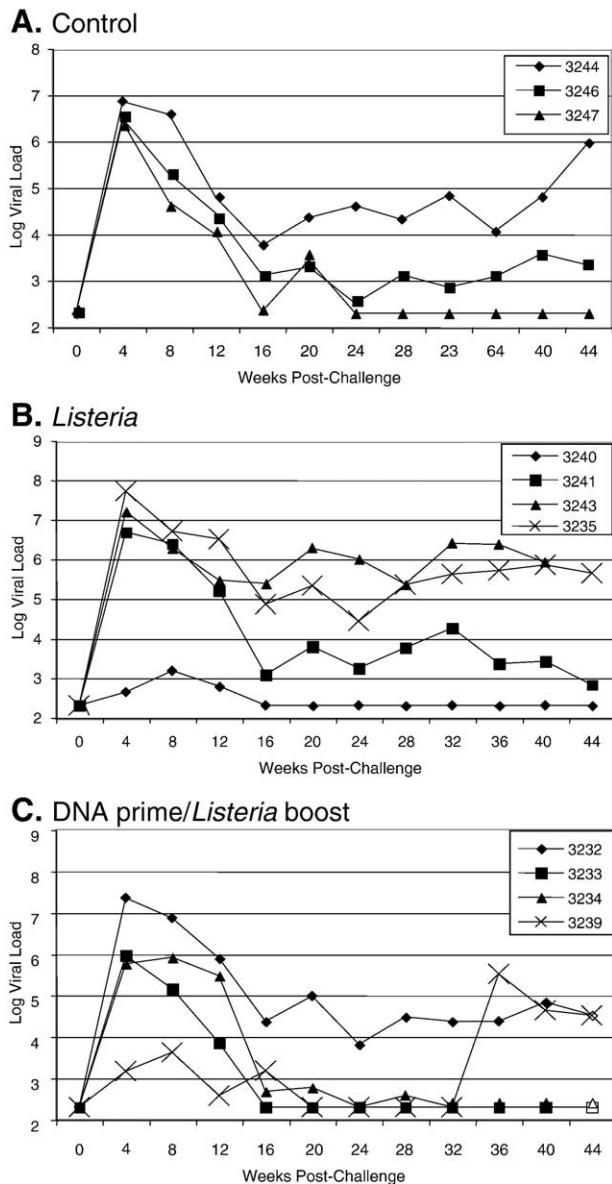 A. Control
8
7
6
5
4
3
2
Log Viral Load
3244
3246
3247
0 4 8 12 16 20 24 28 23 64 40 44
Weeks Post-Challenge
B. Listeria
9
8
7
6
5
4
3
2
Log Viral Load
3240
3241
3243
3235
0 4 8 12 16 20 24 28 32 36 40 44
Weeks Post-Challenge
C. DNA prime/Listeria boost
9
8
7
6
5
4
3
2
Log Viral Load
3232
3233
3234
3239
0 4 8 12 16 20 24 28 32 36 40 44
Weeks Post-Challenge